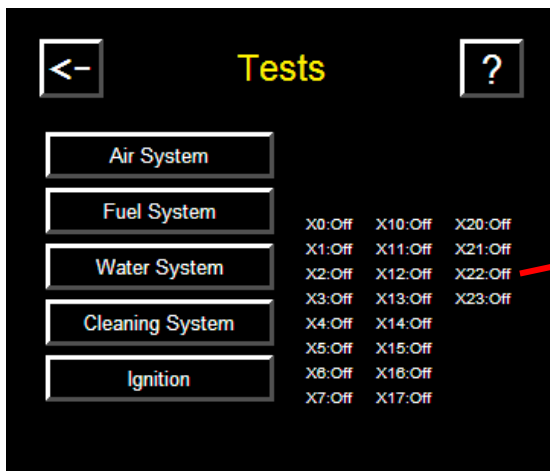 <- Tests ?
Air System
Fuel System
Water System
Cleaning System
Ignition
X0:Off X10:Off X20:Off
X1:Off X11:Off X21:Off
X2:Off X12:Off X22:Off
X3:Off X13:Off X23:Off
X4:Off X14:Off
X5:Off X15:Off
X6:Off X16:Off
X7:Off X17:Off